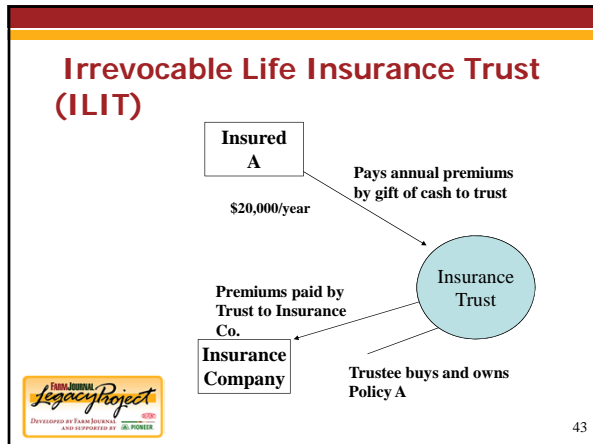 Irrevocable Life Insurance Trust
(ILIT)
Insured
A
Pays annual premiums
by gift of cash to trust
$20,000/year
Insurance
Trust
Premiums paid by
Trust to Insurance
Co.
Insurance
Company
Trustee buys and owns
Policy A
FARM JOURNAL
Legacy Project
DEVELOPED BY FARM JOURNAL
AND SUPPORTED BY
PIONEER
43